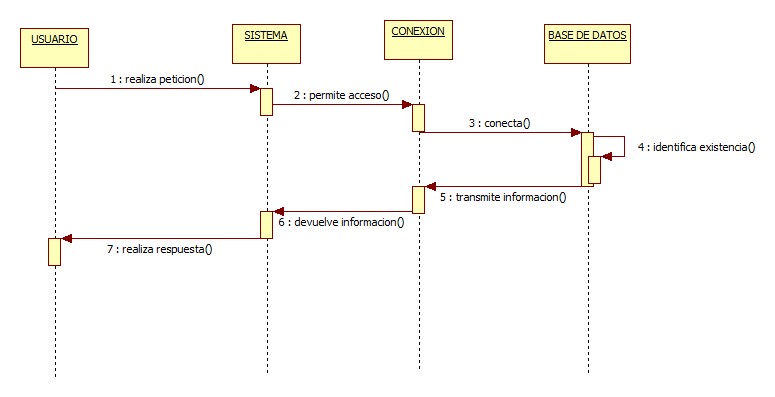 USUARIO
SISTEMA
CONEXION
BASE DE DATOS
1 : realiza peticion()
2 : permite acceso()
3 : conecta()
4 : identifica existencia()
5 : transmite informacion()
6 : devuelve informacion()
7 : realiza respuesta()